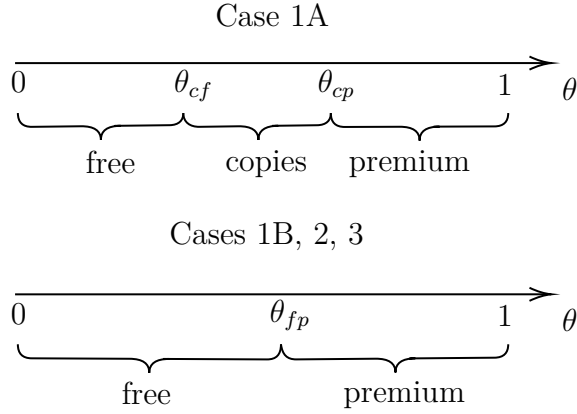 Case 1A
0 θ_cf θ_cp 1 θ
free copies premium
Cases 1B, 2, 3
0 θ_fp 1 θ
free premium